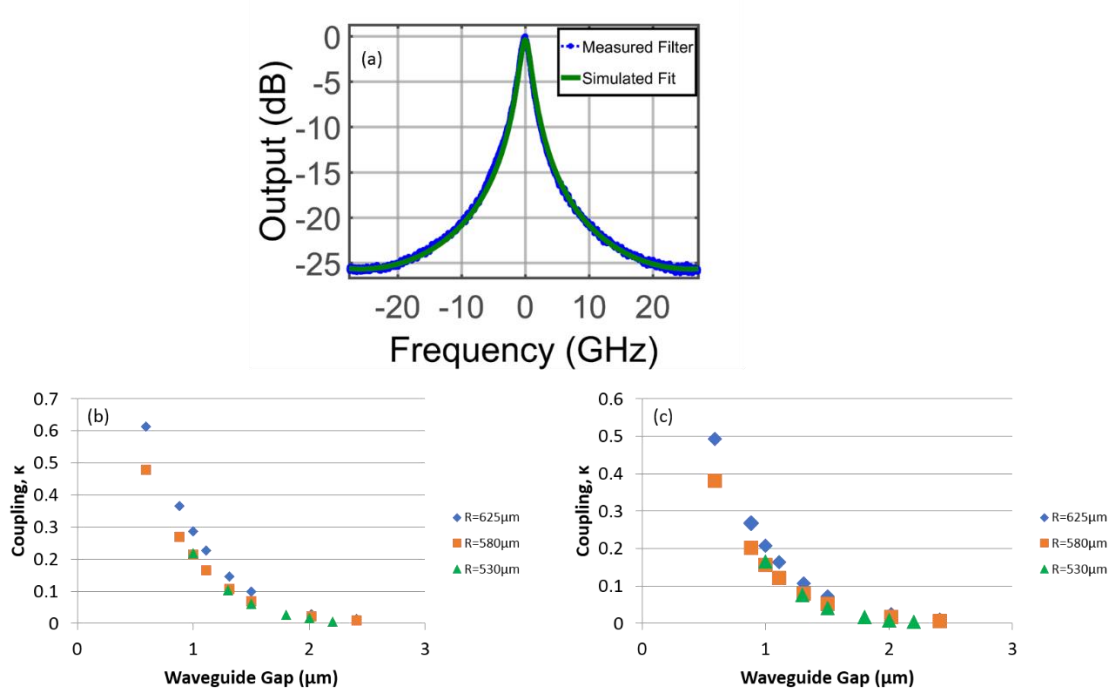 (a)
Measured Filter
Simulated Fit
0
-5
-10
-15
-20
-25
Output (dB)
-20 -10 0 10 20
Frequency (GHz)
(b)
0.7
0.6
0.5
0.4
0.3
0.2
0.1
0
Coupling, κ
0 1 2 3
Waveguide Gap (μm)
R=625μm
R=580μm
R=530μm
(c)
0.6
0.5
0.4
0.3
0.2
0.1
0
Coupling, κ
0 1 2 3
Waveguide Gap (μm)
R=625μm
R=580μm
R=530μm